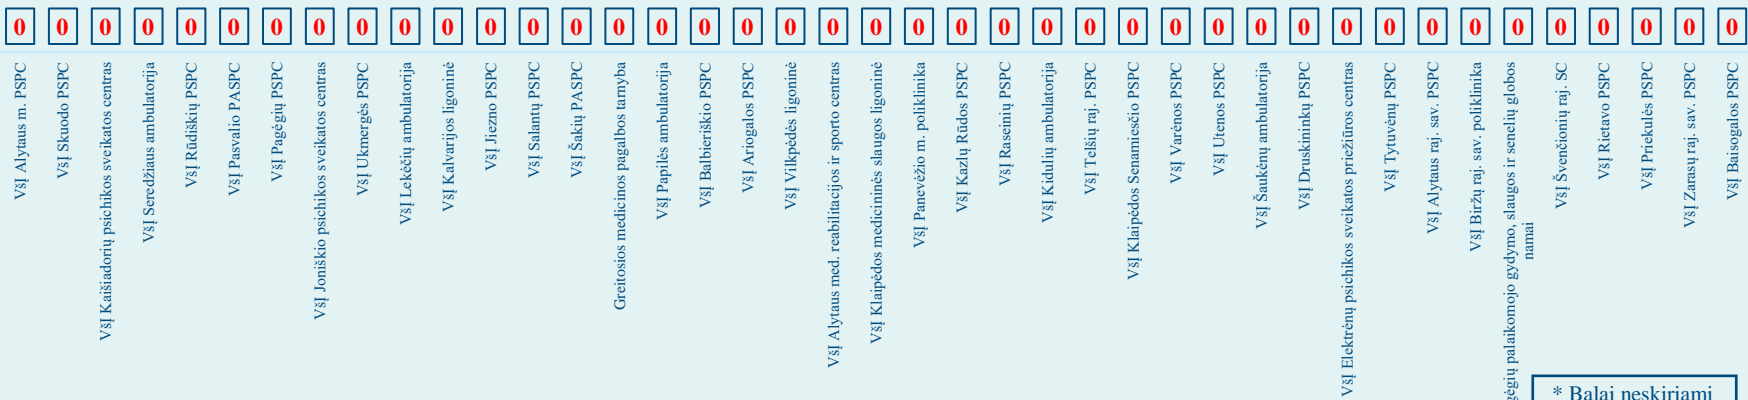 0 0 0 0 0 0 0 0 0 0 0 0 0 0 0 0 0 0 0 0 0 0 0 0 0 0 0 0 0 0 0 0 0 0 0 0 0 0 0 0 0
VšĮ Alytaus m. PSPC
VšĮ Skuodo PSPC
VšĮ Kaišiadorių psichikos sveikatos centras
VšĮ Seredžiaus ambulatorija
VšĮ Rūdiškių PSPC
VšĮ Pasvalio PASPC
VšĮ Pagėgių PSPC
VšĮ Joniškio psichikos sveikatos centras
VšĮ Ukmergės PSPC
VšĮ Lekėčių ambulatorija
VšĮ Kalvarijos ligoninė
VšĮ Jiezno PSPC
VšĮ Salantų PSPC
VšĮ Šakių PASPC
Greitosios medicinos pagalbos tarnyba
VšĮ Papilės ambulatorija
VšĮ Balbieriškio PSPC
VšĮ Ariogalos PSPC
VšĮ Vilkpėdės ligoninė
VšĮ Alytaus med. reabilitacijos ir sporto centras
VšĮ Klaipėdos medicininės slaugos ligoninė
VšĮ Panevėžio m. poliklinika
VšĮ Kazlų Rūdos PSPC
VšĮ Raseinių PSPC
VšĮ Kidulių ambulatorija
VšĮ Telšių raj. PSPC
VšĮ Klaipėdos Senamiesčio PSPC
VšĮ Varėnos PSPC
VšĮ Utenos PSPC
VšĮ Šaukėnų ambulatorija
VšĮ Druskininkų PSPC
VšĮ Elektrėnų psichikos sveikatos priežiūros centras
VšĮ Tytuvėnų PSPC
VšĮ Alytaus raj. sav. PSPC
VšĮ Biržų raj. sav. poliklinika
palaikomojo gydymo, slaugos ir senelių globos
namai
VšĮ Švenčionių raj. SC
VšĮ Rietavo PSPC
VšĮ Priekulės PSPC
VšĮ Zarasų raj. sav. PSPC
VšĮ Baisogalos PSPC
* Balai neskiriami